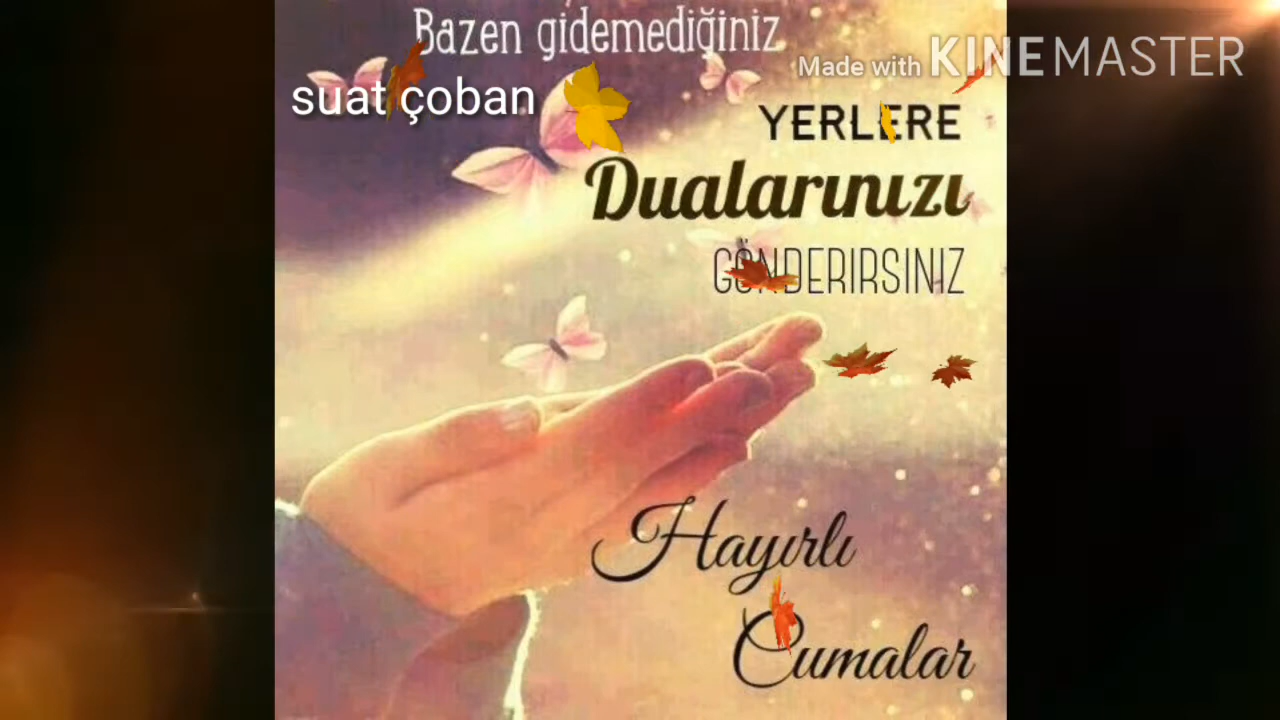 Bazen gidemediğiniz
Made with KINEMASTER
suat çoban
YERLERE
Dualarınızı
GÖNDERIRSINIZ
Hayırlı
Cumalar